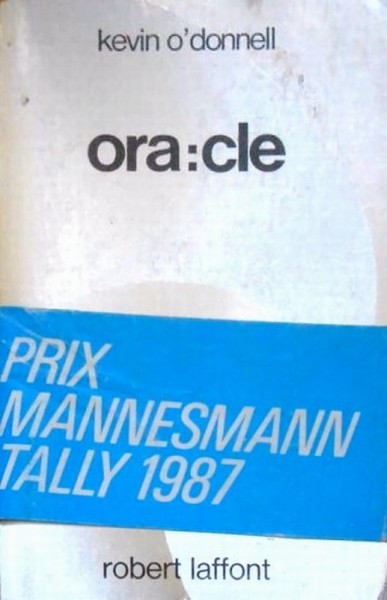 kevin o'donnell
ora:cle
PRIX
MANNESMANN
TALLY 1987
robert laffont